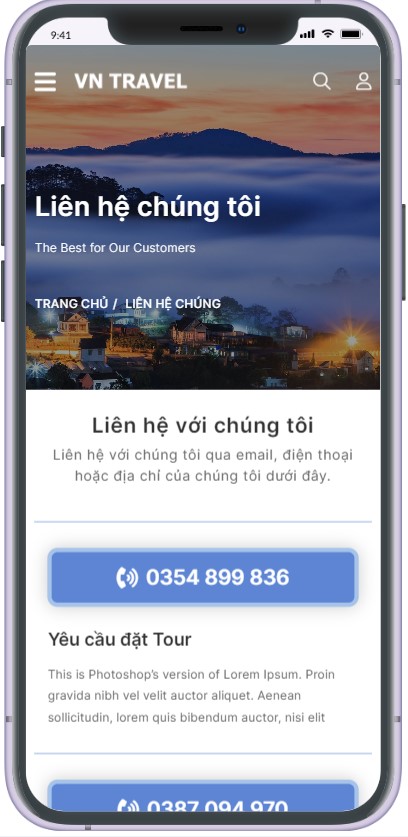 9:41
VN TRAVEL
Liên hệ chúng tôi
The Best for Our Customers
TRANG CHỦ / LIÊN HỆ CHÚNG
Liên hệ với chúng tôi
Liên hệ với chúng tôi qua email, điện thoại
hoặc địa chỉ của chúng tôi dưới đây.
0354 899 836
Yêu cầu đặt Tour
This is Photoshop's version of Lorem Ipsum. Proin
gravida nibh vel velit auctor aliquet. Aenean
sollicitudin, lorem quis bibendum auctor, nisi elit
0387 094 970